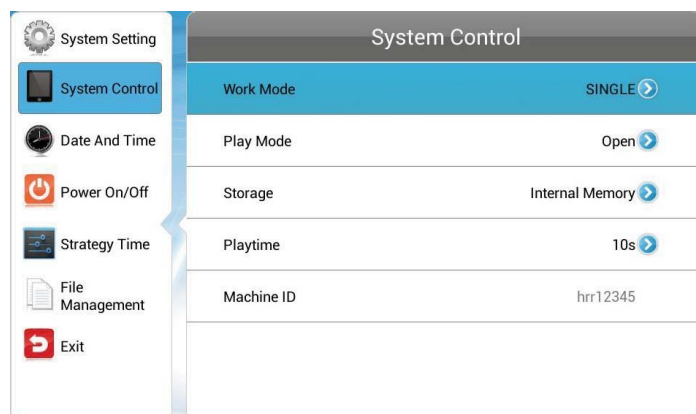 System Setting
System Control
Date And Time
Power On/Off
Strategy Time
File
Management
Exit
System Control
Work Mode SINGLE
Play Mode Open
Storage Internal Memory
Playtime 10s
Machine ID hrr12345